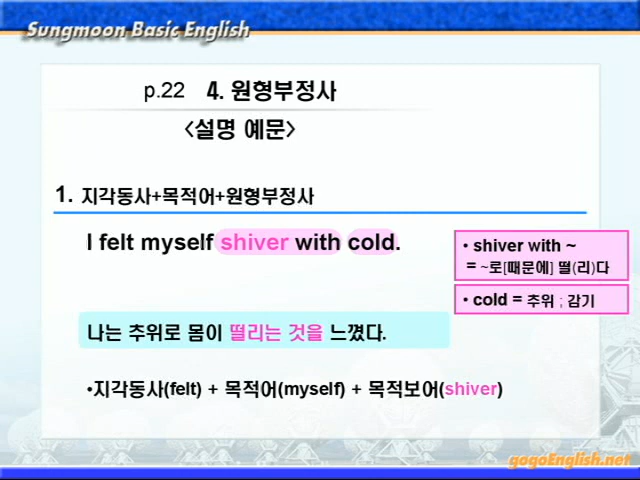 Sungmoon Basic English
p.22 4. 원형부정사
<설명 예문>
1. 지각동사+목적어+원형부정사
I felt myself shiver with cold.
• shiver with ~
= ~로[때문에] 떨(리)다
• cold = 추위 ; 감기
나는 추위로 몸이 떨리는 것을 느꼈다.
•지각동사(felt) + 목적어(myself) + 목적보어(shiver)
gogoEnglish.net